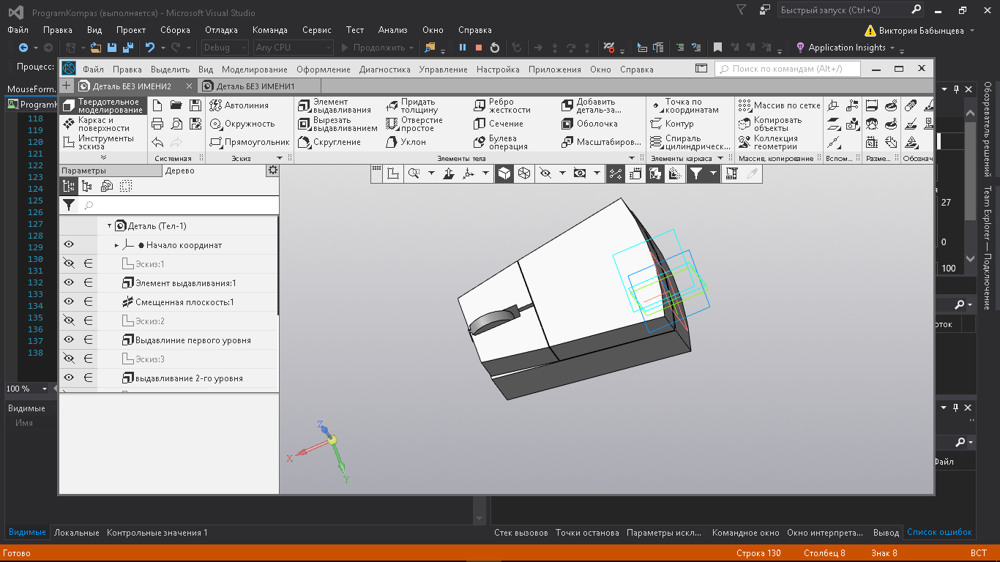 ProgramKompas (выполняется) - Microsoft Visual Studio
Быстрый запуск (Ctrl+Q)
Файл Правка Вид Проект Сборка Отладка Команда Сервис Тест Анализ Окно Справка
Виктория Бабынцева
Debug Any CPU Продолжить Application Insights
Процесс:
Файл Правка Выделить Вид Моделирование Оформление Диагностика Управление Настройка Приложения Окно Справка
Поиск по командам (Alt+/)
MouseForm.
Деталь БЕЗ ИМЕНИ2
Деталь БЕЗ ИМЕНИ1
Твердотельное
моделирование
Каркас и
поверхности
Инструменты
эскиза
Системная
Автолиния
Окружность
Прямоугольник
Эскиз
Элемент
выдавливания
Вырезать
выдавливанием
Скругление
Придать
толщину
Отверстие
простое
Уклон
Ребро
жесткости
Сечение
Булева
операция
Добавить
деталь-за...
Оболочка
Масштабиров...
Элементы тела
Точка по
координатам
Контур
Спираль
цилиндрическ...
Элементы каркаса
Массив по сетке
Копировать
объекты
Коллекция
геометрии
Массив, копирование
Вспом...
Разме...
Обознач
118
119
120
121
122
123
124
125
126
127
128
129
130
131
132
133
134
135
136
137
138
Параметры
Дерево
Деталь (Тел-1)
Начало координат
Эскиз:1
Элемент выдавливания:1
Смещенная плоскость:1
Эскиз:2
Выдавлиние первого уровня
Эскиз:3
выдавливание 2-го уровня
Z
X
Y
27
0
100
Обозреватель решений
Team Explorer — Подключение
100 %
Видимые
Имя
Файл
Видимые Локальные Контрольные значения 1
Стек вызовов Точки останова Параметры искл... Командное окно Окно интерпрета... Вывод Список ошибок
Готово
Строка 130 Столбец 8 Знак 8 ВСТ